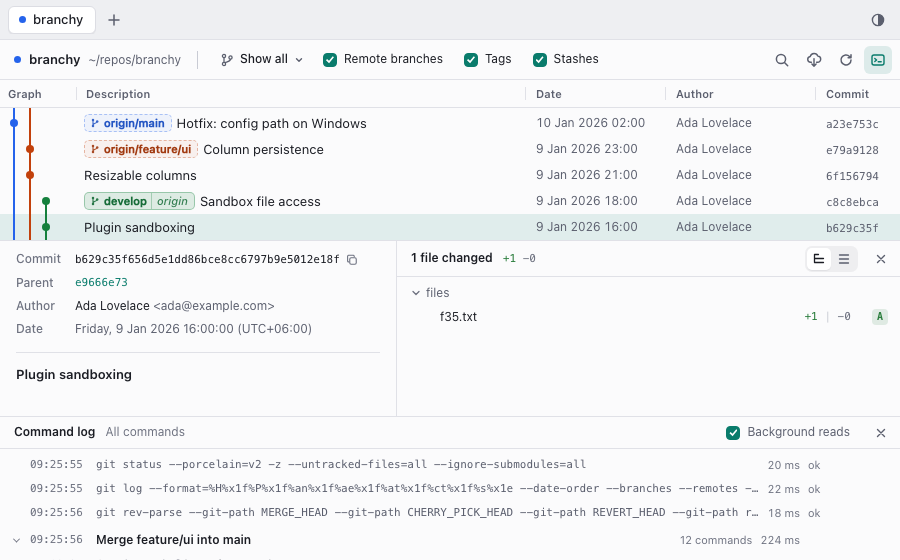 branchy
branchy ~/repos/branchy Show all Remote branches Tags Stashes
Graph Description Date Author Commit
origin/main Hotfix: config path on Windows 10 Jan 2026 02:00 Ada Lovelace a23e753c
origin/feature/ui Column persistence 9 Jan 2026 23:00 Ada Lovelace e79a9128
Resizable columns 9 Jan 2026 21:00 Ada Lovelace 6f156794
develop origin Sandbox file access 9 Jan 2026 18:00 Ada Lovelace c8c8ebca
Plugin sandboxing 9 Jan 2026 16:00 Ada Lovelace b629c35f
Commit b629c35f656d5e1dd86bce8cc6797b9e5012e18f
Parent e9666e73
Author Ada Lovelace <ada@example.com>
Date Friday, 9 Jan 2026 16:00:00 (UTC+06:00)
Plugin sandboxing
1 file changed +1 −0
files
f35.txt +1 | −0 A
Command log All commands Background reads
09:25:55 git status --porcelain=v2 -z --untracked-files=all --ignore-submodules=all 20 ms ok
09:25:55 git log --format=%H%x1f%P%x1f%an%x1f%ae%x1f%at%x1f%ct%x1f%s%x1e --date-order --branches --remotes -… 22 ms ok
09:25:56 git rev-parse --git-path MERGE_HEAD --git-path CHERRY_PICK_HEAD --git-path REVERT_HEAD --git-path r… 18 ms ok
09:25:56 Merge feature/ui into main 12 commands 224 ms